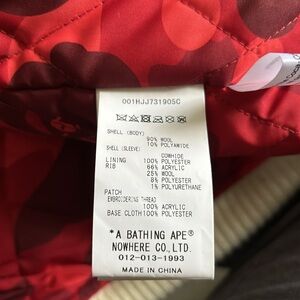 001HJJ731905C
SHELL (BODY)
90% WOOL
10% POLYAMIDE
SHELL (SLEEVE)
COWHIDE
LINING 100% POLYESTER
RIB 66% ACRYLIC
25% WOOL
8% POLYESTER
1% POLYURETHANE
PATCH
EMBROIDERING THREAD
100% ACRYLIC
BASE CLOTH 100% POLYESTER
"A BATHING APE®
NOWHERE CO., LTD.
012-013-1993
MADE IN CHINA